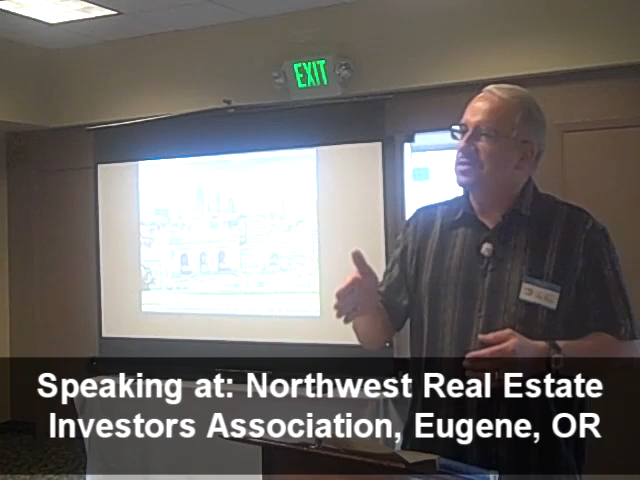 EXIT
Speaking at: Northwest Real Estate
Investors Association, Eugene, OR